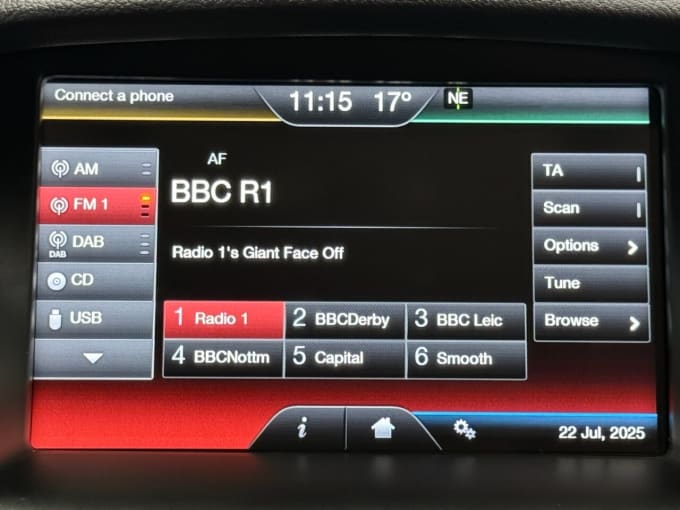 Connect a phone
11:15 17°
NE
AM
FM 1
DAB
DAB
CD
USB
AF
BBC R1
Radio 1's Giant Face Off
1 Radio 1
2 BBCDerby
3 BBC Leic
4 BBCNottm
5 Capital
6 Smooth
TA
Scan
Options
Tune
Browse
i
22 Jul, 2025